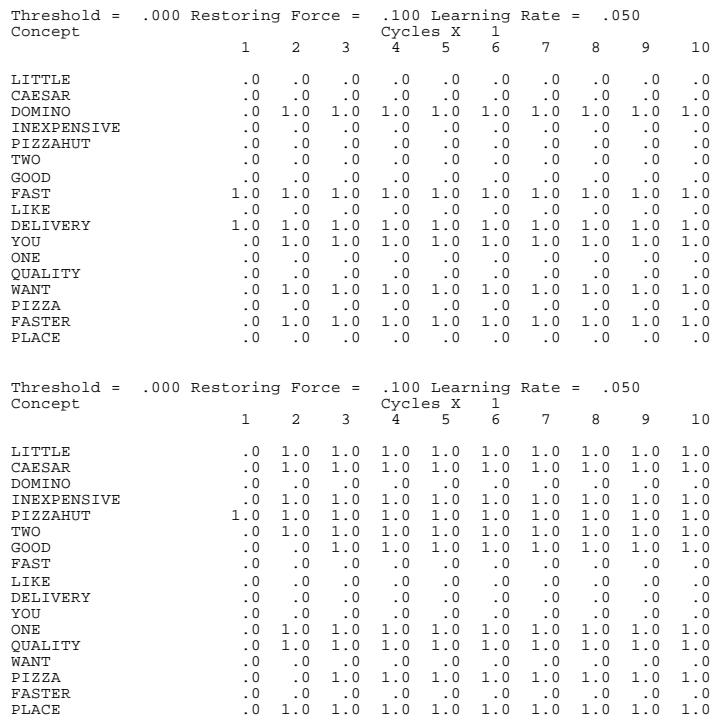 Threshold = .000 Restoring Force = .100 Learning Rate = .050
Concept Cycles X 1
1 2 3 4 5 6 7 8 9 10
LITTLE .0 .0 .0 .0 .0 .0 .0 .0 .0 .0
CAESAR .0 .0 .0 .0 .0 .0 .0 .0 .0 .0
DOMINO .0 1.0 1.0 1.0 1.0 1.0 1.0 1.0 1.0 1.0
INEXPENSIVE .0 .0 .0 .0 .0 .0 .0 .0 .0 .0
PIZZAHUT .0 .0 .0 .0 .0 .0 .0 .0 .0 .0
TWO .0 .0 .0 .0 .0 .0 .0 .0 .0 .0
GOOD .0 .0 .0 .0 .0 .0 .0 .0 .0 .0
FAST 1.0 1.0 1.0 1.0 1.0 1.0 1.0 1.0 1.0 1.0
LIKE .0 .0 .0 .0 .0 .0 .0 .0 .0 .0
DELIVERY 1.0 1.0 1.0 1.0 1.0 1.0 1.0 1.0 1.0 1.0
YOU .0 1.0 1.0 1.0 1.0 1.0 1.0 1.0 1.0 1.0
ONE .0 .0 .0 .0 .0 .0 .0 .0 .0 .0
QUALITY .0 .0 .0 .0 .0 .0 .0 .0 .0 .0
WANT .0 1.0 1.0 1.0 1.0 1.0 1.0 1.0 1.0 1.0
PIZZA .0 .0 .0 .0 .0 .0 .0 .0 .0 .0
FASTER .0 1.0 1.0 1.0 1.0 1.0 1.0 1.0 1.0 1.0
PLACE .0 .0 .0 .0 .0 .0 .0 .0 .0 .0
Threshold = .000 Restoring Force = .100 Learning Rate = .050
Concept Cycles X 1
1 2 3 4 5 6 7 8 9 10
LITTLE .0 1.0 1.0 1.0 1.0 1.0 1.0 1.0 1.0 1.0
CAESAR .0 1.0 1.0 1.0 1.0 1.0 1.0 1.0 1.0 1.0
DOMINO .0 .0 .0 .0 .0 .0 .0 .0 .0 .0
INEXPENSIVE .0 1.0 1.0 1.0 1.0 1.0 1.0 1.0 1.0 1.0
PIZZAHUT 1.0 1.0 1.0 1.0 1.0 1.0 1.0 1.0 1.0 1.0
TWO .0 1.0 1.0 1.0 1.0 1.0 1.0 1.0 1.0 1.0
GOOD .0 .0 1.0 1.0 1.0 1.0 1.0 1.0 1.0 1.0
FAST .0 .0 .0 .0 .0 .0 .0 .0 .0 .0
LIKE .0 .0 .0 .0 .0 .0 .0 .0 .0 .0
DELIVERY .0 .0 .0 .0 .0 .0 .0 .0 .0 .0
YOU .0 .0 .0 .0 .0 .0 .0 .0 .0 .0
ONE .0 1.0 1.0 1.0 1.0 1.0 1.0 1.0 1.0 1.0
QUALITY .0 1.0 1.0 1.0 1.0 1.0 1.0 1.0 1.0 1.0
WANT .0 .0 .0 .0 .0 .0 .0 .0 .0 .0
PIZZA .0 .0 1.0 1.0 1.0 1.0 1.0 1.0 1.0 1.0
FASTER .0 .0 .0 .0 .0 .0 .0 .0 .0 .0
PLACE .0 1.0 1.0 1.0 1.0 1.0 1.0 1.0 1.0 1.0